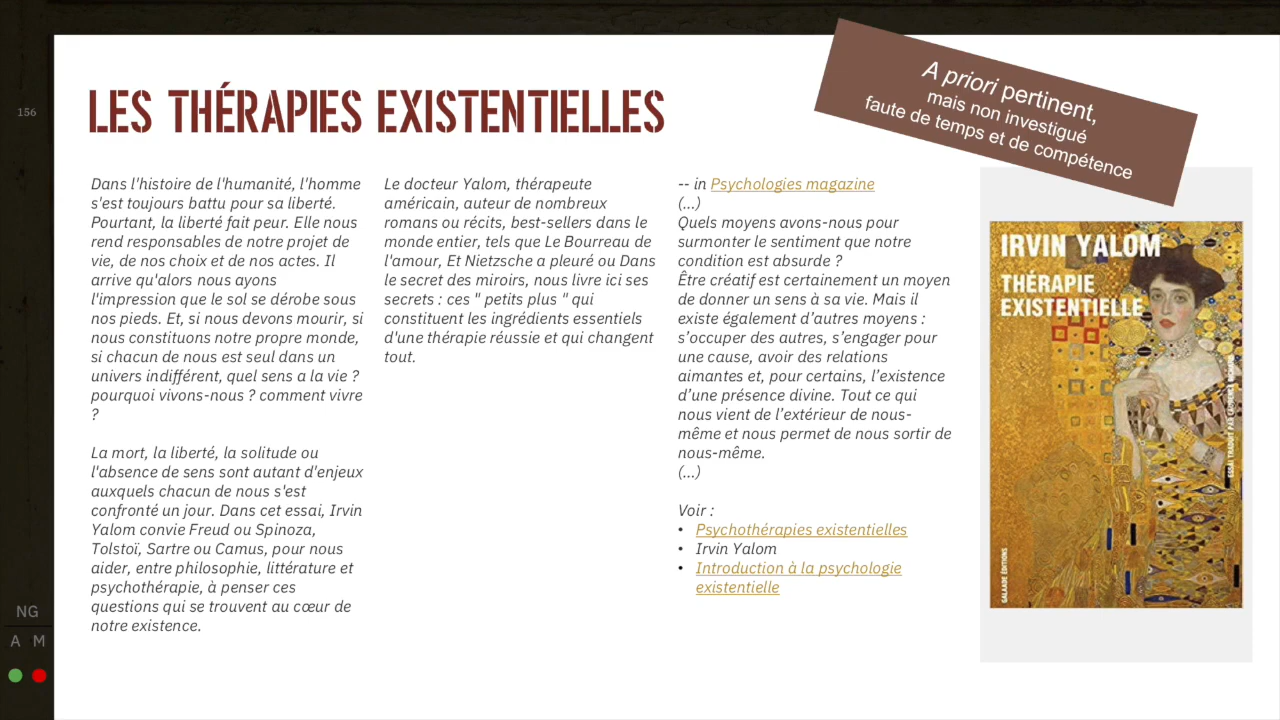 156
LES THÉRAPIES EXISTENTIELLES
A priori pertinent,
mais non investigué
faute de temps et de compétence
Dans l'histoire de l'humanité, l'homme
s'est toujours battu pour sa liberté.
Pourtant, la liberté fait peur. Elle nous
rend responsables de notre projet de
vie, de nos choix et de nos actes. Il
arrive qu'alors nous ayons
l'impression que le sol se dérobe sous
nos pieds. Et, si nous devons mourir, si
nous constituons notre propre monde,
si chacun de nous est seul dans un
univers indifférent, quel sens a la vie ?
pourquoi vivons-nous ? comment vivre
?
La mort, la liberté, la solitude ou
l'absence de sens sont autant d'enjeux
auxquels chacun de nous s'est
confronté un jour. Dans cet essai, Irvin
Yalom convie Freud ou Spinoza,
Tolstoï, Sartre ou Camus, pour nous
aider, entre philosophie, littérature et
psychothérapie, à penser ces
questions qui se trouvent au cœur de
notre existence.
Le docteur Yalom, thérapeute
américain, auteur de nombreux
romans ou récits, best-sellers dans le
monde entier, tels que Le Bourreau de
l'amour, Et Nietzsche a pleuré ou Dans
le secret des miroirs, nous livre ici ses
secrets : ces " petits plus " qui
constituent les ingrédients essentiels
d'une thérapie réussie et qui changent
tout.
-- in Psychologies magazine
(...)
Quels moyens avons-nous pour
surmonter le sentiment que notre
condition est absurde ?
Être créatif est certainement un moyen
de donner un sens à sa vie. Mais il
existe également d’autres moyens :
s’occuper des autres, s’engager pour
une cause, avoir des relations
aimantes et, pour certains, l’existence
d’une présence divine. Tout ce qui
nous vient de l’extérieur de nous-
même et nous permet de nous sortir de
nous-même.
(...)
Voir :
• Psychothérapies existentielles
• Irvin Yalom
• Introduction à la psychologie
existentielle
IRVIN YALOM
THÉRAPIE
EXISTENTIELLE
GALAADE ÉDITIONS
NG
A M